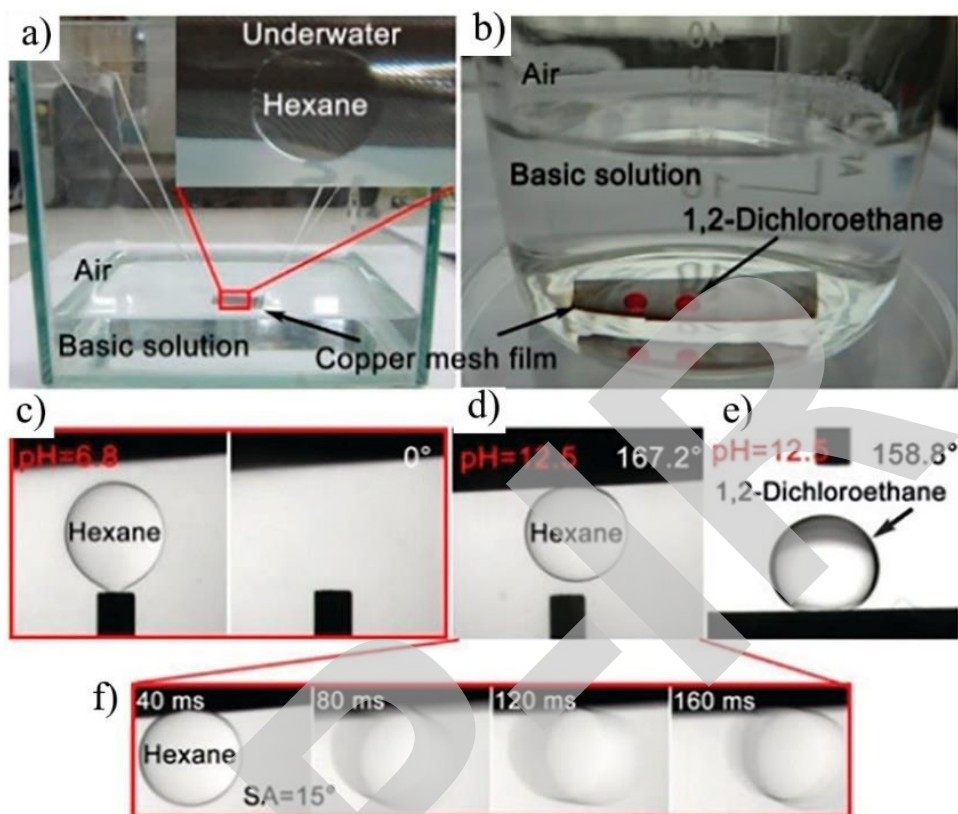 a)
Underwater
Hexane
Air
Basic solution
Copper mesh film
b)
Air
Basic solution
1,2-Dichloroethane
c)
pH=6.8
0°
Hexane
d)
pH=12.5
167.2°
Hexane
e)
pH=12.5
158.8°
1,2-Dichloroethane
f)
40 ms
80 ms
120 ms
160 ms
Hexane
SA=15°